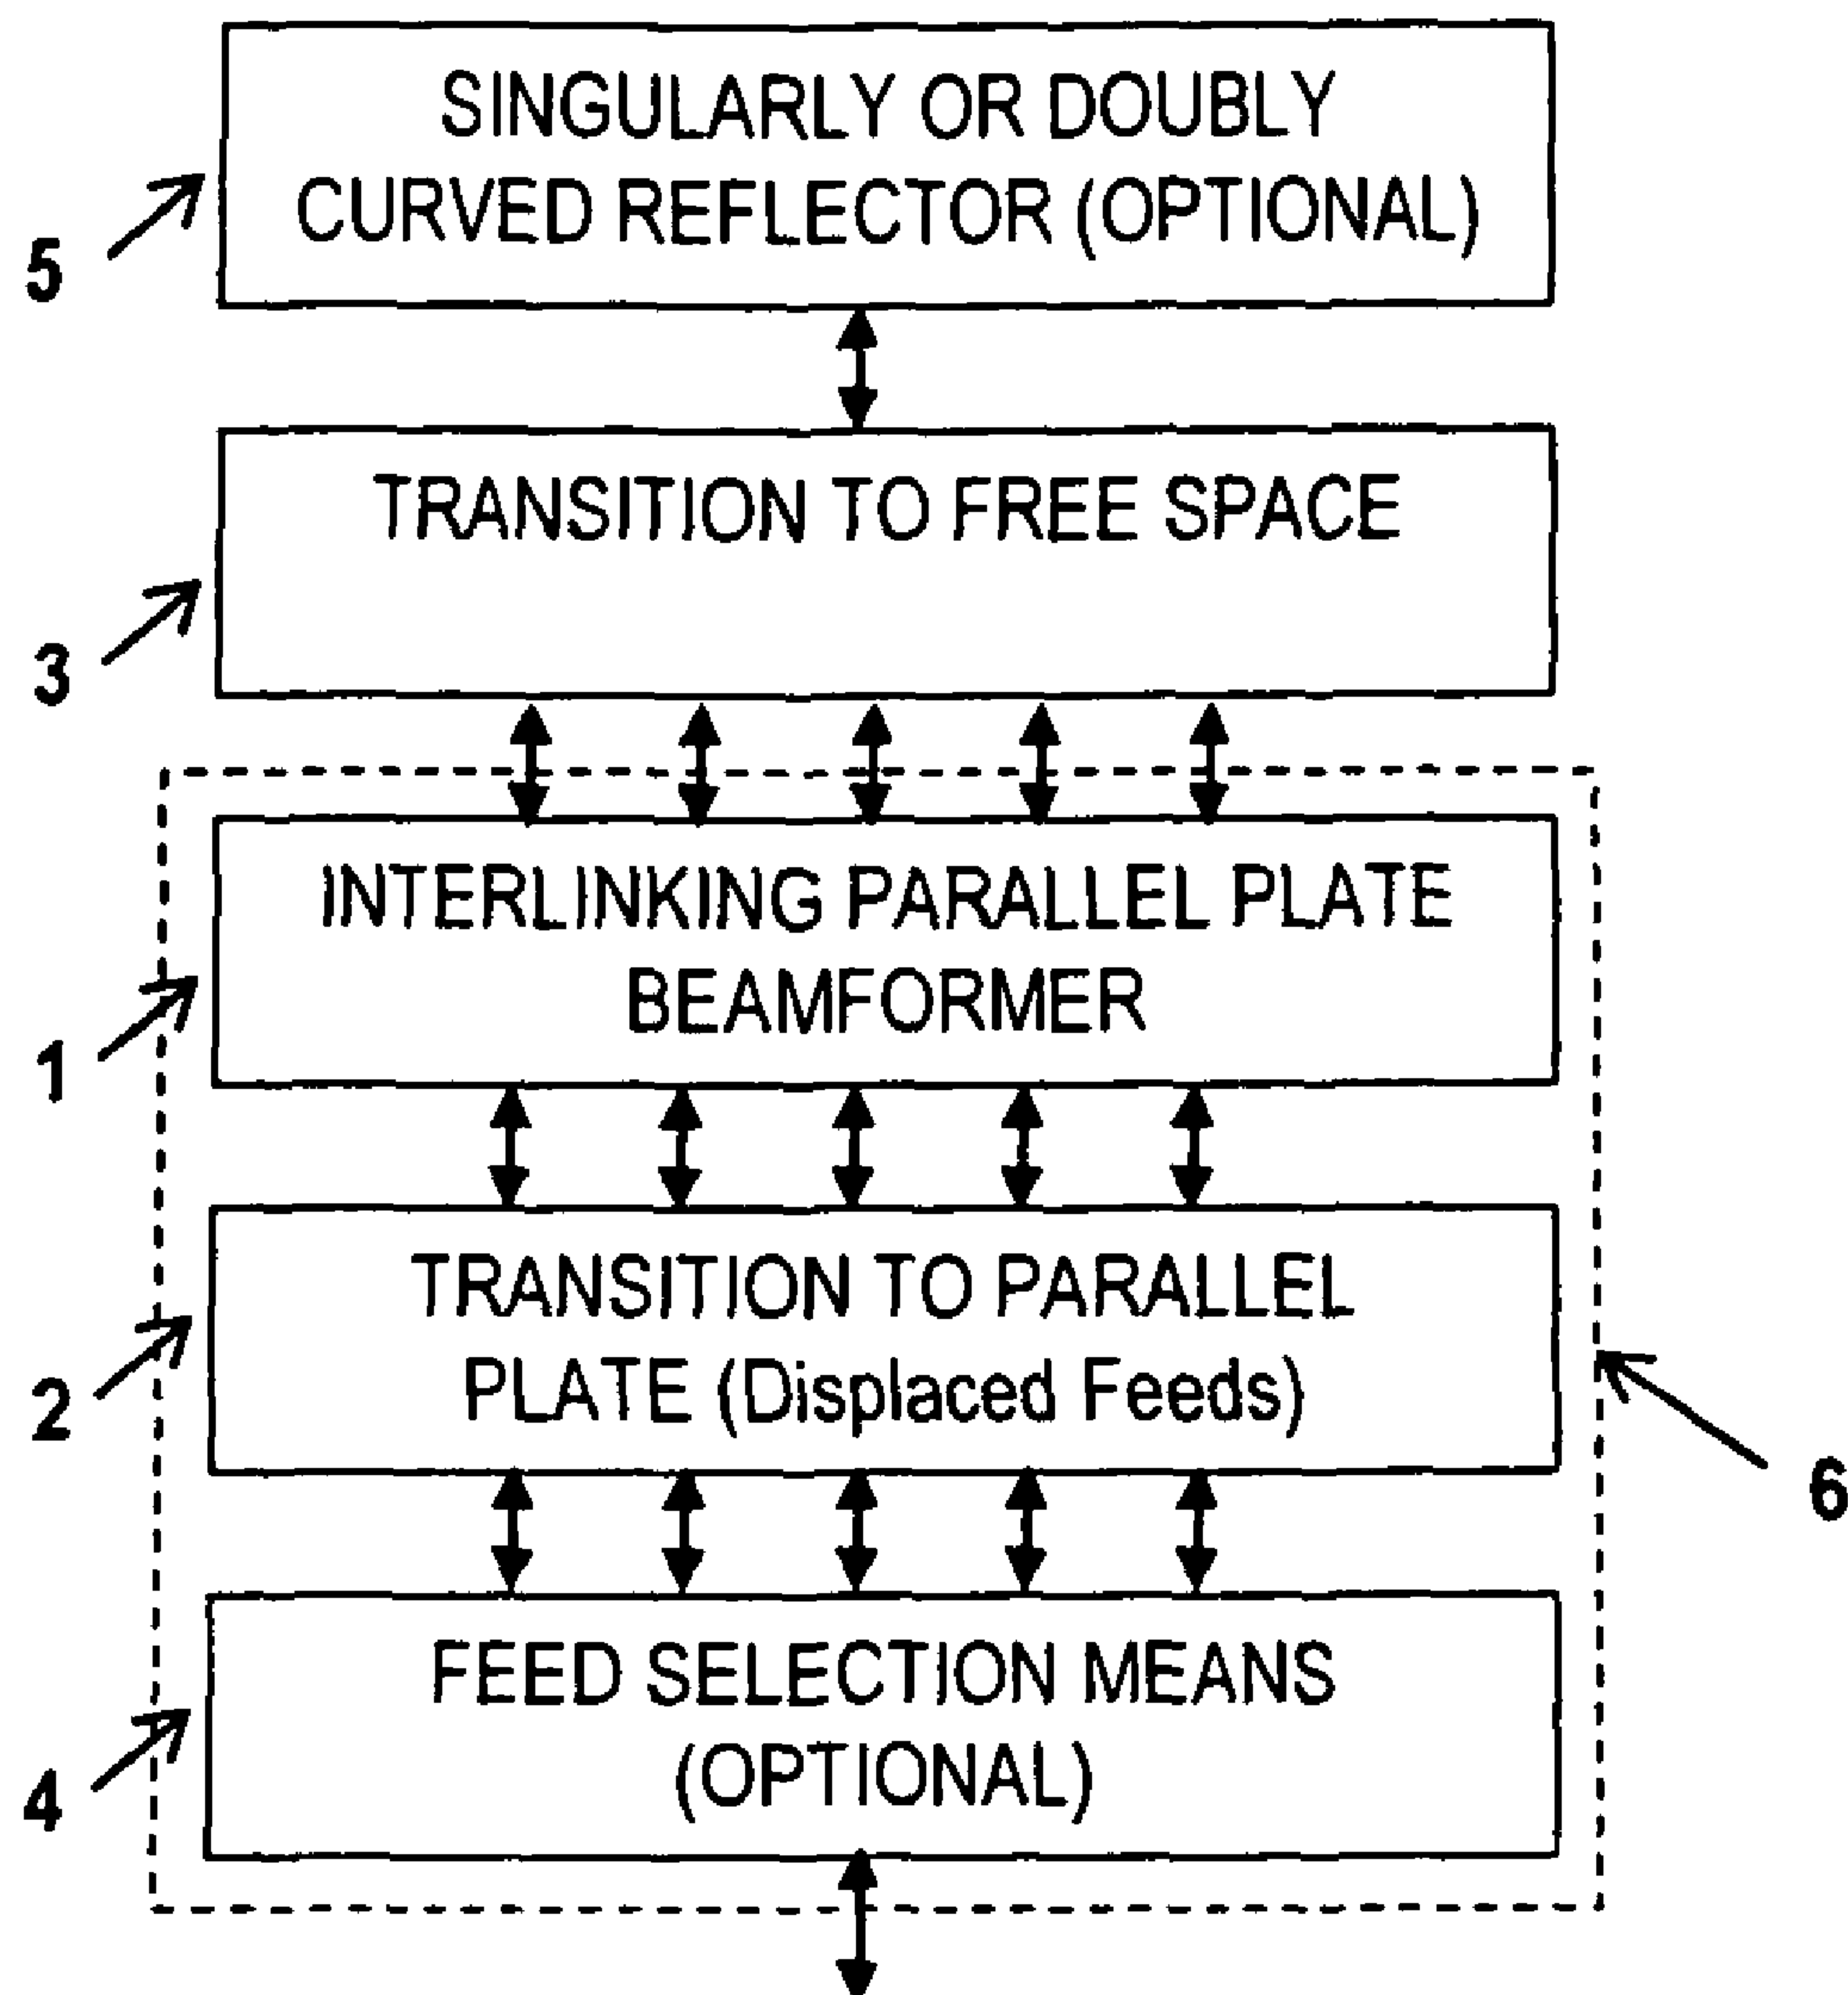 SINGULARLY OR DOUBLY
CURVED REFLECTOR (OPTIONAL)
5
TRANSITION TO FREE SPACE
3
INTERLINKING PARALLEL PLATE
BEAMFORMER
1
TRANSITION TO PARALLEL
PLATE (Displaced Feeds)
2
6
FEED SELECTION MEANS
(OPTIONAL)
4